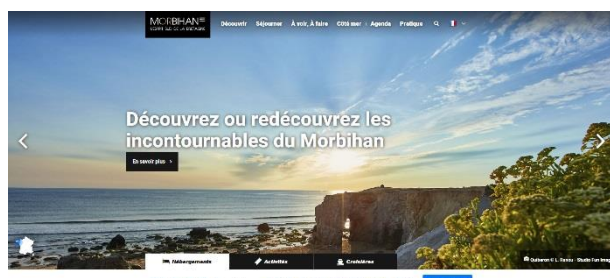 MORBIHAN
Découvrir Séjourner À voir, À faire Côté mer Agenda Pratique
Découvrez ou redécouvrez les
incontournables du Morbihan
En savoir plus >
Hébergements Activités Croisières